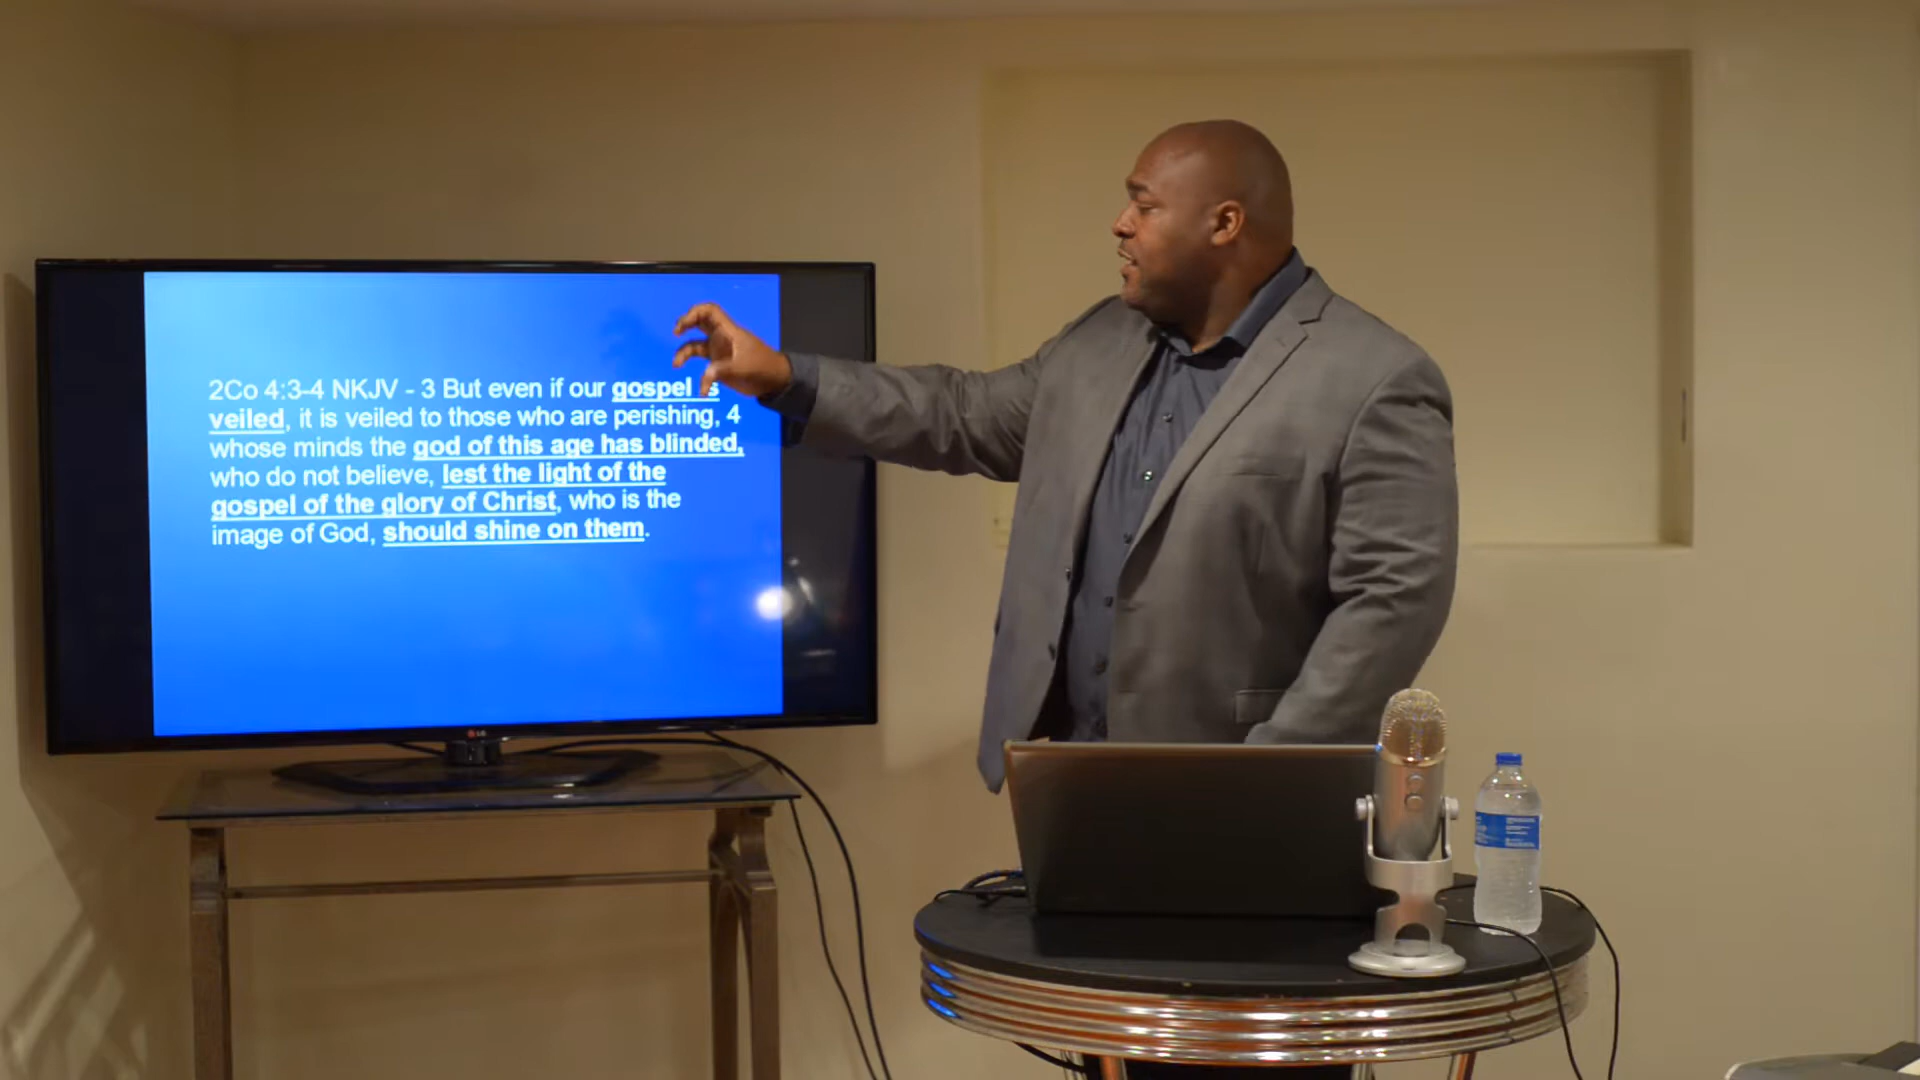 2Co 4:3-4 NKJV - 3 But even if our gospel is
veiled, it is veiled to those who are perishing, 4
whose minds the god of this age has blinded,
who do not believe, lest the light of the
gospel of the glory of Christ, who is the
image of God, should shine on them.
LG